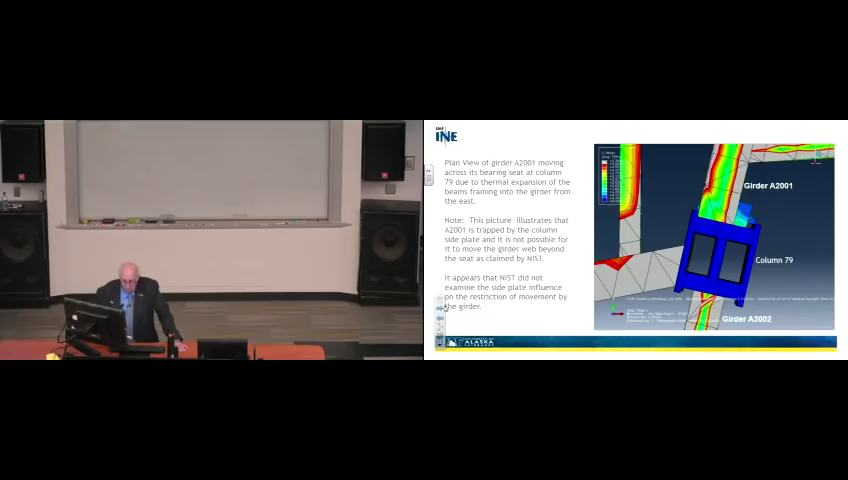 UAF
INE
Plan View of girder A2001 moving
across its bearing seat at column
79 due to thermal expansion of the
beams framing into the girder from
the east.
Note: This picture illustrates that
A2001 is trapped by the column
side plate and it is not possible for
it to move the girder web beyond
the seat as claimed by NIST.
It appears that NIST did not
examine the side plate influence
on the restriction of movement by
the girder.
Girder A2001
Column 79
Girder A2002
ALASKA
FAIRBANKS